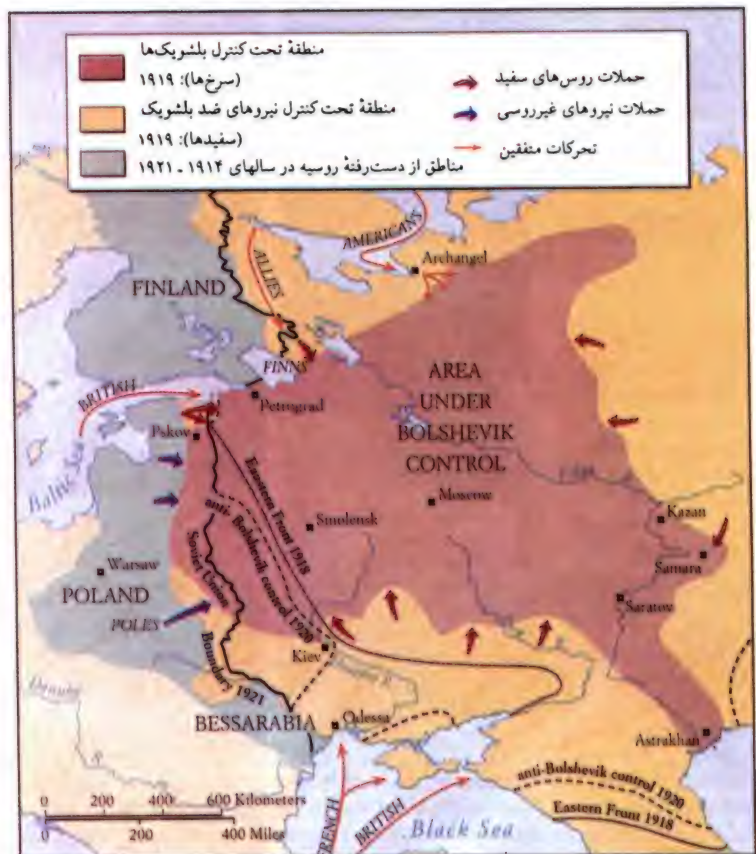 منطقهٔ تحت کنترل بلشویک‌ها
(سرخ‌ها): ۱۹۱۹
منطقهٔ تحت کنترل نیروهای ضد بلشویک
(سفیدها): ۱۹۱۹
مناطق از دست‌رفتهٔ روسیه در سالهای ۱۹۱۴ ـ ۱۹۲۱
حملات روس‌های سفید
حملات نیروهای غیرروسی
تحرکات متفقین
AMERICANS
Archangel
ALLIES
FINLAND
FINNS
BRITISH
Petrograd
Pskov
Baltic Sea
AREA
UNDER
BOLSHEVIK
CONTROL
Moscow
Kazan
Samara
Saratov
Smolensk
Eastern Front 1918
anti-Bolshevik control 1920
Soviet Union
Boundary 1921
Warsaw
POLAND
POLES
Kiev
Danube
R.
BESSARABIA
Odessa
Astrakhan
anti-Bolshevik control 1920
Eastern Front 1918
FRENCH
BRITISH
Black Sea
0 200 400 600 Kilometers
0 200 400 Miles